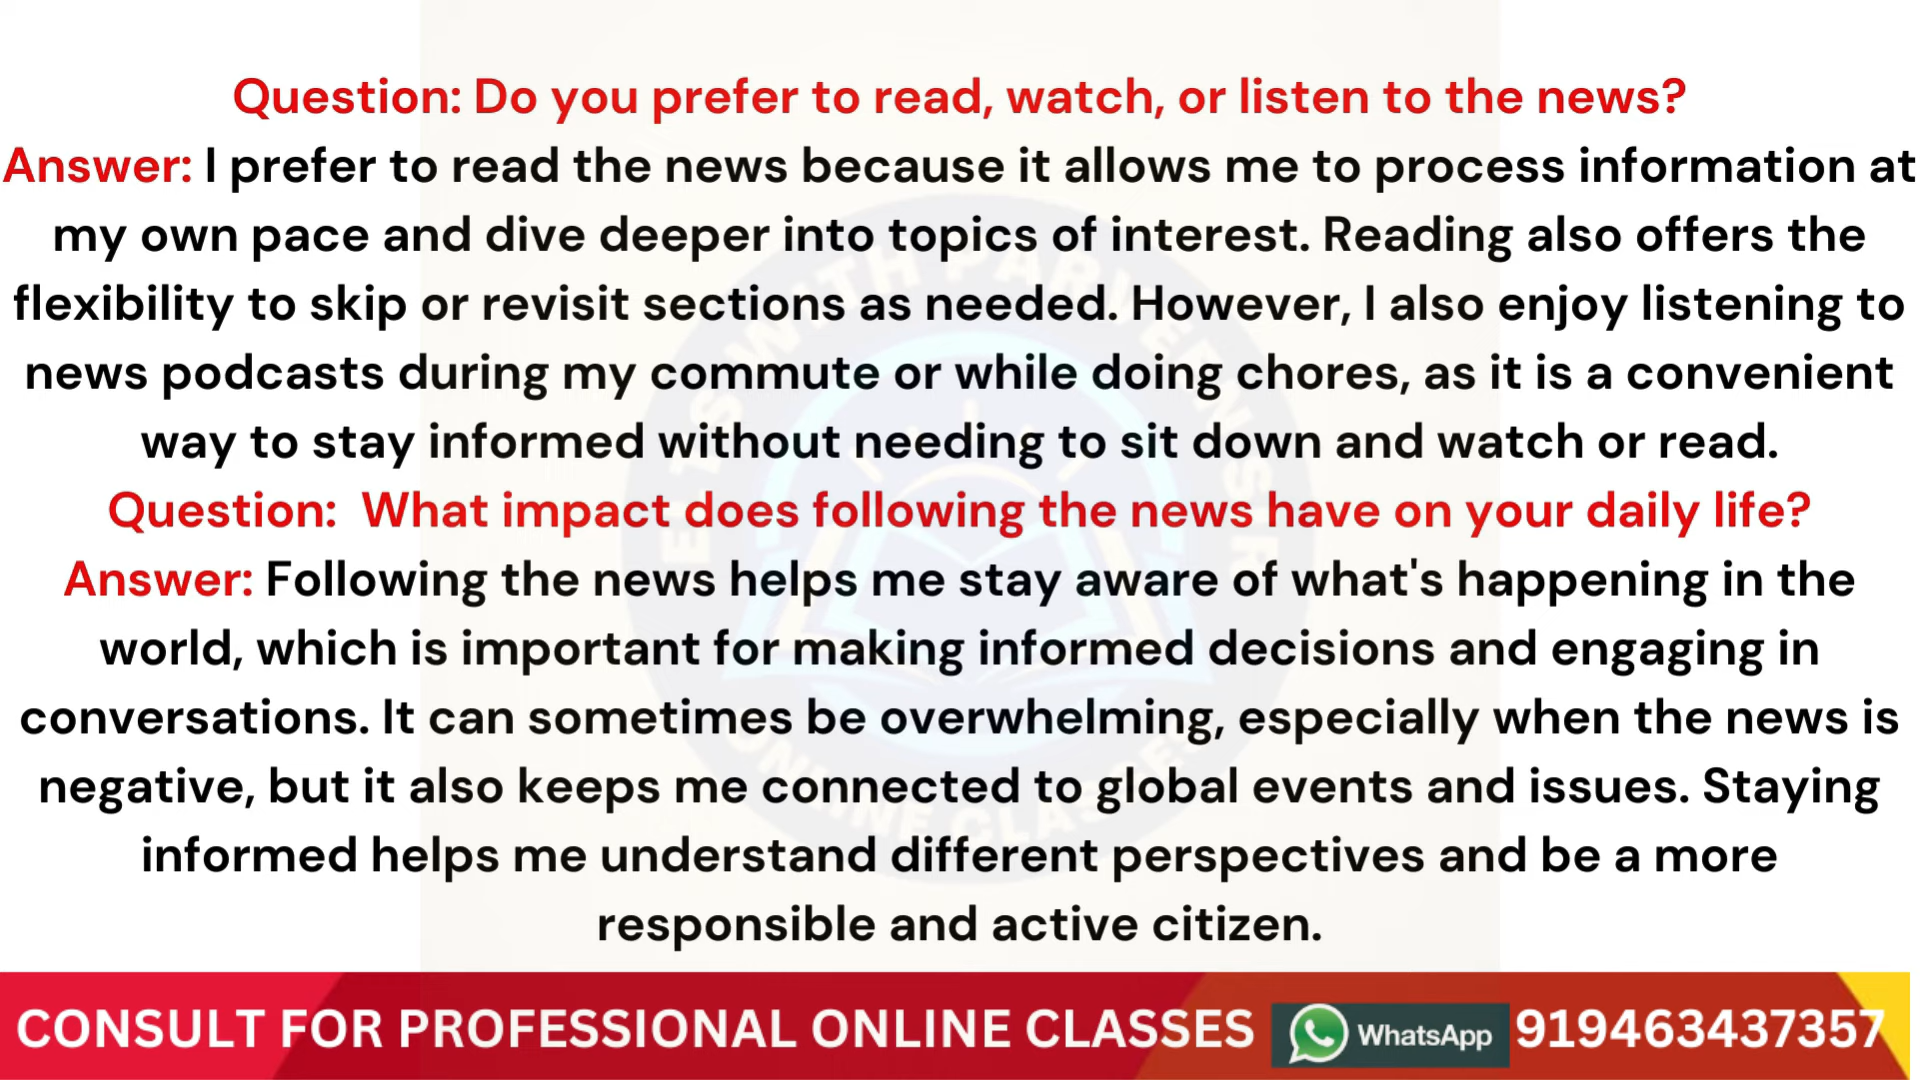 Question: Do you prefer to read, watch, or listen to the news?
Answer: I prefer to read the news because it allows me to process information at
my own pace and dive deeper into topics of interest. Reading also offers the
flexibility to skip or revisit sections as needed. However, I also enjoy listening to
news podcasts during my commute or while doing chores, as it is a convenient
way to stay informed without needing to sit down and watch or read.
Question: What impact does following the news have on your daily life?
Answer: Following the news helps me stay aware of what's happening in the
world, which is important for making informed decisions and engaging in
conversations. It can sometimes be overwhelming, especially when the news is
negative, but it also keeps me connected to global events and issues. Staying
informed helps me understand different perspectives and be a more
responsible and active citizen.
CONSULT FOR PROFESSIONAL ONLINE CLASSES WhatsApp 919463437357